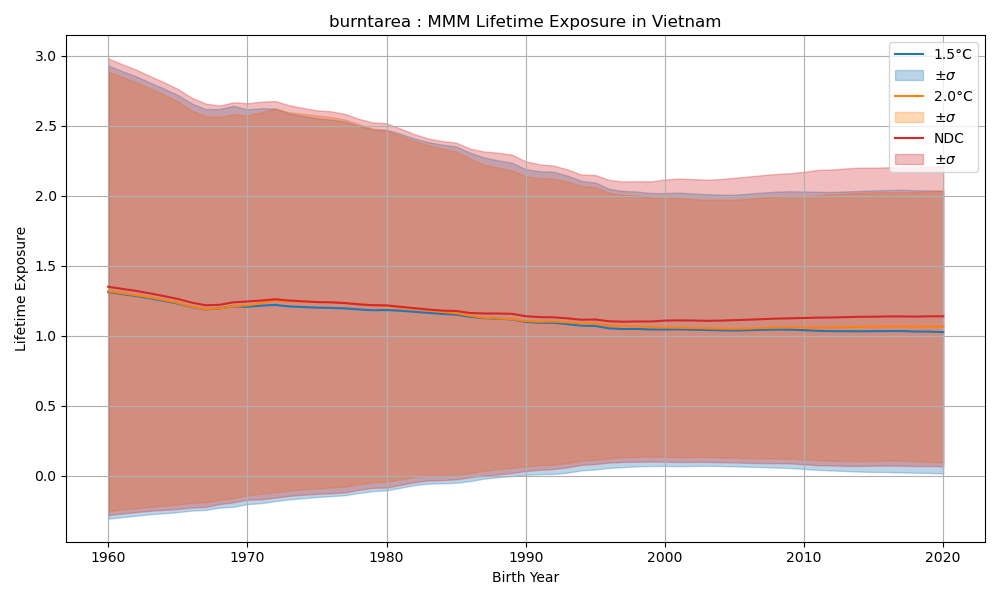 burntarea : MMM Lifetime Exposure in Vietnam
3.0
2.5
2.0
1.5
1.0
0.5
0.0
Lifetime Exposure
1.5°C
±σ
2.0°C
±σ
NDC
±σ
1960 1970 1980 1990 2000 2010 2020
Birth Year